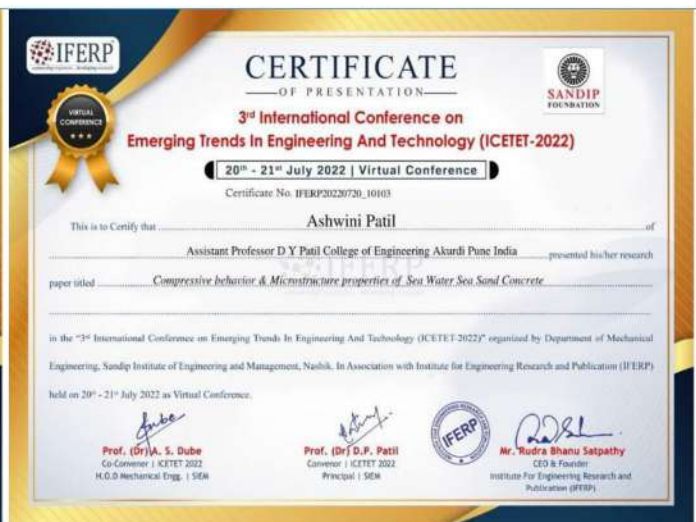 IFERP
CERTIFICATE
OF PRESENTATION
SANDIP
FOUNDATION
VIRTUAL
CONFERENCE
3rd International Conference on
Emerging Trends In Engineering And Technology (ICETET-2022)
20th - 21st July 2022 | Virtual Conference
Certificate No. IFERP20220720_10103
This is to Certify that Ashwini Patil of
Assistant Professor D Y Patil College of Engineering Akurdi Pune India presented his/her research
paper titled Compressive behavior & Microstructure properties of Sea Water Sea Sand Concrete
in the "3rd International Conference on Emerging Trends In Engineering And Technology (ICETET-2022)" organized by Department of Mechanical
Engineering, Sandip Institute of Engineering and Management, Nashik. In Association with Institute for Engineering Research and Publication (IFERP)
held on 20th - 21st July 2022 as Virtual Conference.
Prof. (Dr) A. S. Dube
Co-Convener | ICETET 2022
H.O.D Mechanical Engg. | SIEM
Prof. (Dr) D.P. Patil
Convenor | ICETET 2022
Principal | SIEM
IFERP
Mr. Rudra Bhanu Satpathy
CEO & Founder
Institute For Engineering Research and
Publication (IFERP)